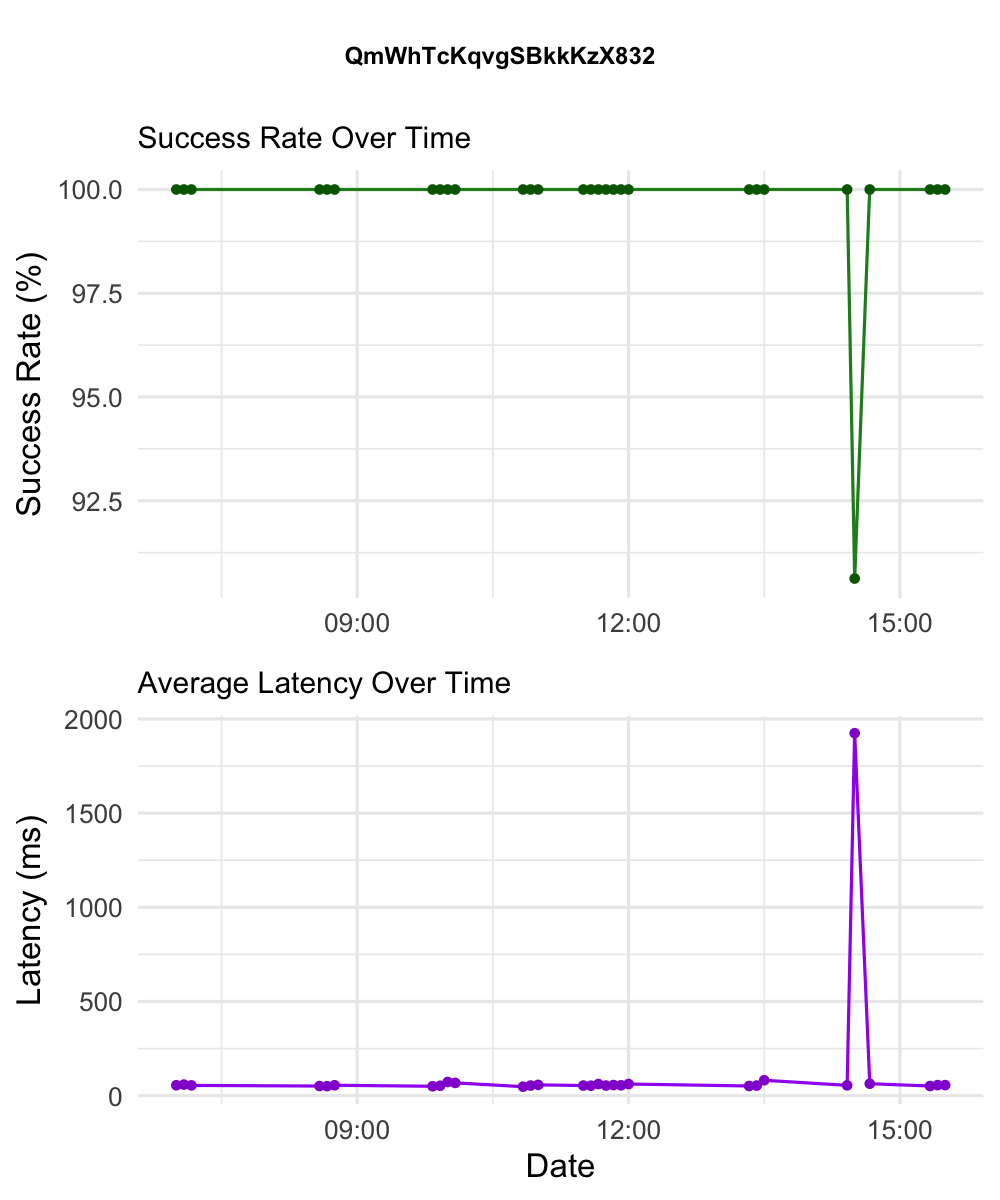 QmWhTcKqvgSBkkKzX832
Success Rate Over Time
Success Rate (%)
100.0
97.5
95.0
92.5
09:00 12:00 15:00
Average Latency Over Time
Latency (ms)
2000
1500
1000
500
0
09:00 12:00 15:00
Date